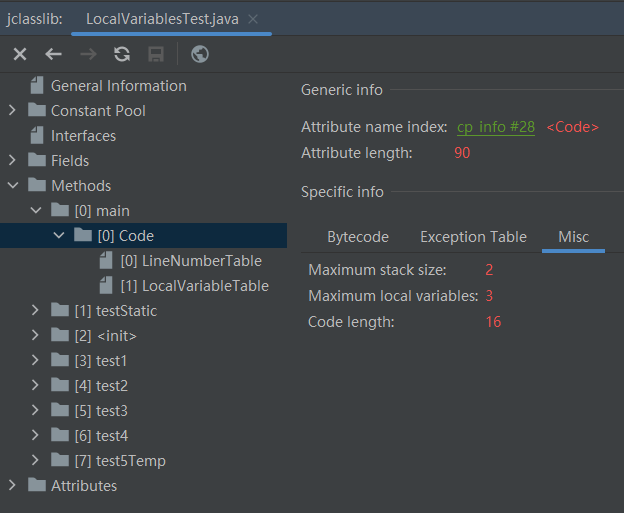 jclasslib: LocalVariablesTest.java
General Information
Constant Pool
Interfaces
Fields
Methods
[0] main
[0] Code
[0] LineNumberTable
[1] LocalVariableTable
[1] testStatic
[2] <init>
[3] test1
[4] test2
[5] test3
[6] test4
[7] test5Temp
Attributes
Generic info
Attribute name index: cp_info #28 <Code>
Attribute length: 90
Specific info
Bytecode Exception Table Misc
Maximum stack size: 2
Maximum local variables: 3
Code length: 16